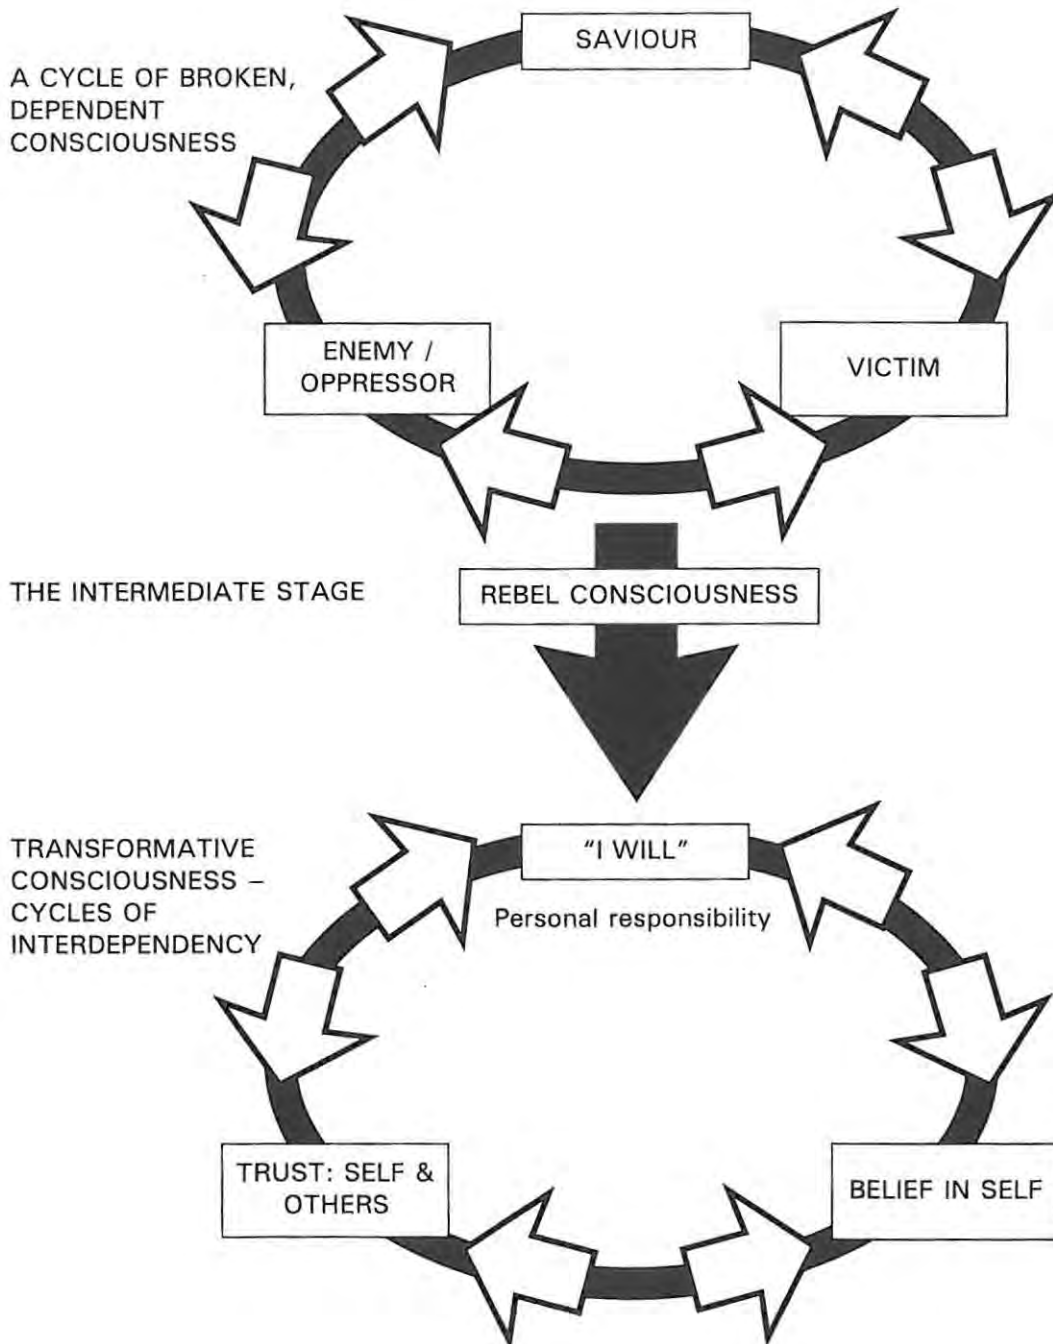 SAVIOUR
A CYCLE OF BROKEN,
DEPENDENT
CONSCIOUSNESS
ENEMY /
OPPRESSOR
VICTIM
THE INTERMEDIATE STAGE
REBEL CONSCIOUSNESS
TRANSFORMATIVE
CONSCIOUSNESS –
CYCLES OF
INTERDEPENDENCY
"I WILL"
Personal responsibility
TRUST: SELF &
OTHERS
BELIEF IN SELF